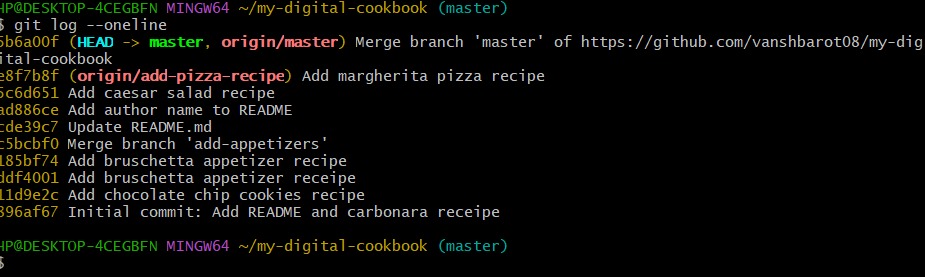 HP@DESKTOP-4CEGBFN MINGW64 ~/my-digital-cookbook (master)
$ git log --oneline
5b6a00f (HEAD -> master, origin/master) Merge branch 'master' of https://github.com/vanshbarot08/my-dig
ital-cookbook
e8f7b8f (origin/add-pizza-recipe) Add margherita pizza recipe
5c6d651 Add caesar salad recipe
ad886ce Add author name to README
cde39c7 Update README.md
c5bcbf0 Merge branch 'add-appetizers'
185bf74 Add bruschetta appetizer recipe
ddf4001 Add bruschetta appetizer receipe
11d9e2c Add chocolate chip cookies recipe
896af67 Initial commit: Add README and carbonara receipe
HP@DESKTOP-4CEGBFN MINGW64 ~/my-digital-cookbook (master)
$